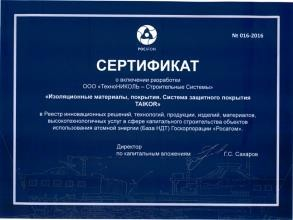 РОСАТОМ
№ 016-2016
СЕРТИФИКАТ
о включении разработки
ООО «ТехноНИКОЛЬ – Строительные Системы»
«Изоляционные материалы, покрытия. Система защитного покрытия
TAIKOR»
в Реестр инновационных решений, технологий, продукции, изделий, материалов,
высокотехнологичных услуг в сфере капитального строительства объектов
использования атомной энергии (База НДТ) Госкорпорации «Росатом».
Директор
по капитальным вложениям Г.С. Сахаров